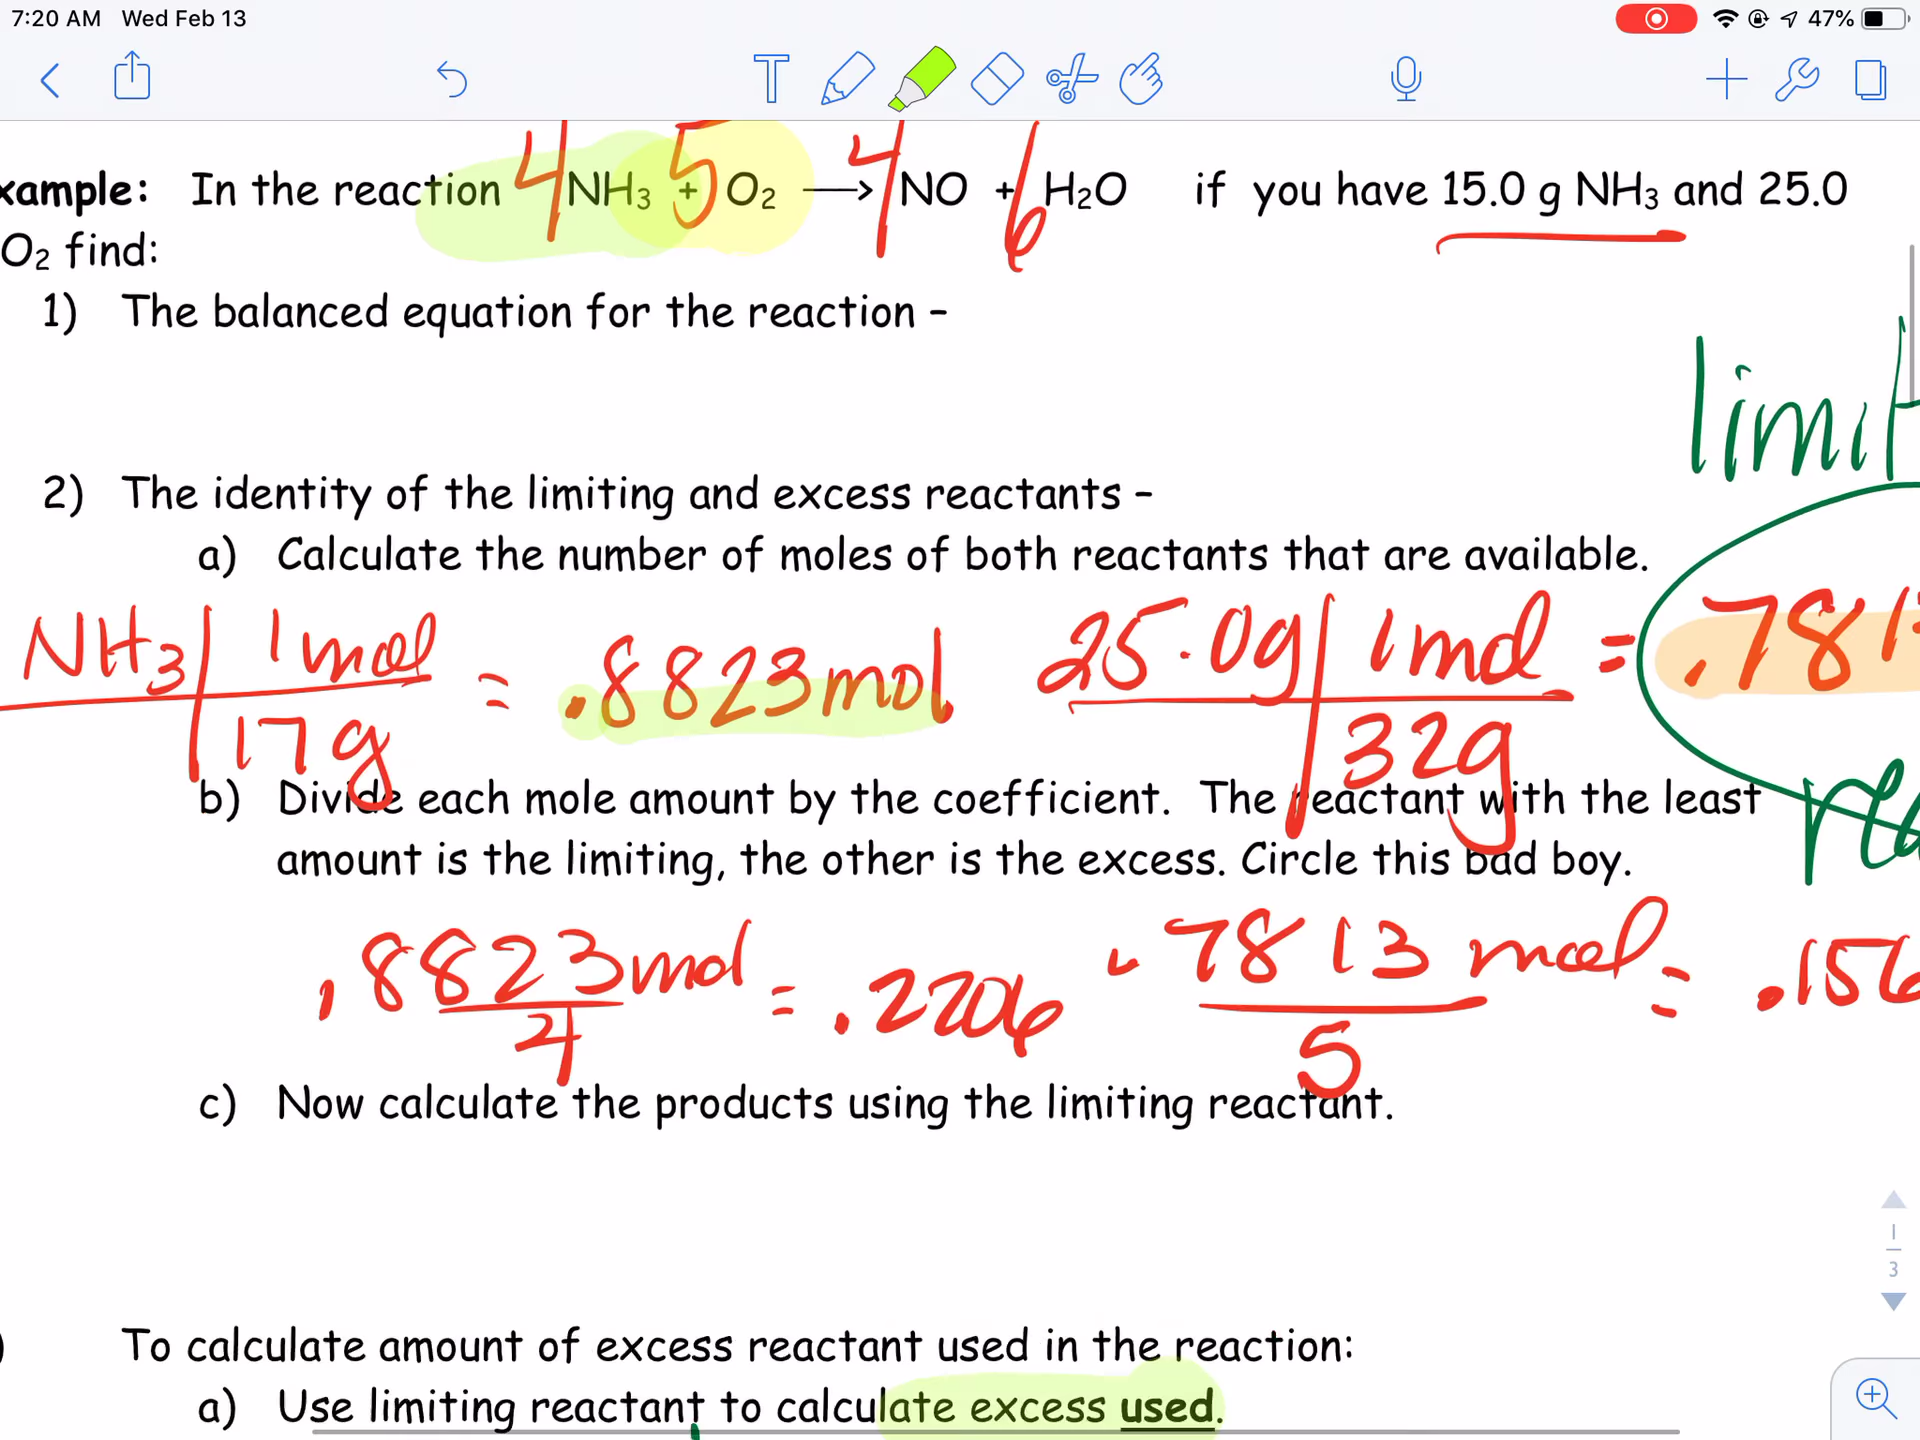 7:20 AM Wed Feb 13 47%
T
xample: In the reaction 4 NH3 + 5 O2 → 4 NO + 6 H2O if you have 15.0 g NH3 and 25.0
O2 find:
1) The balanced equation for the reaction –
limit
2) The identity of the limiting and excess reactants –
a) Calculate the number of moles of both reactants that are available.
NH3 1 mol = .8823 mol 25.0g 1 mol = .781
17g 32g
b) Divide each mole amount by the coefficient. The reactant with the least
amount is the limiting, the other is the excess. Circle this bad boy.
.8823 mol = .2206 .7813 mol = .156
4 5
c) Now calculate the products using the limiting reactant.
1
3
To calculate amount of excess reactant used in the reaction:
a) Use limiting reactant to calculate excess used.